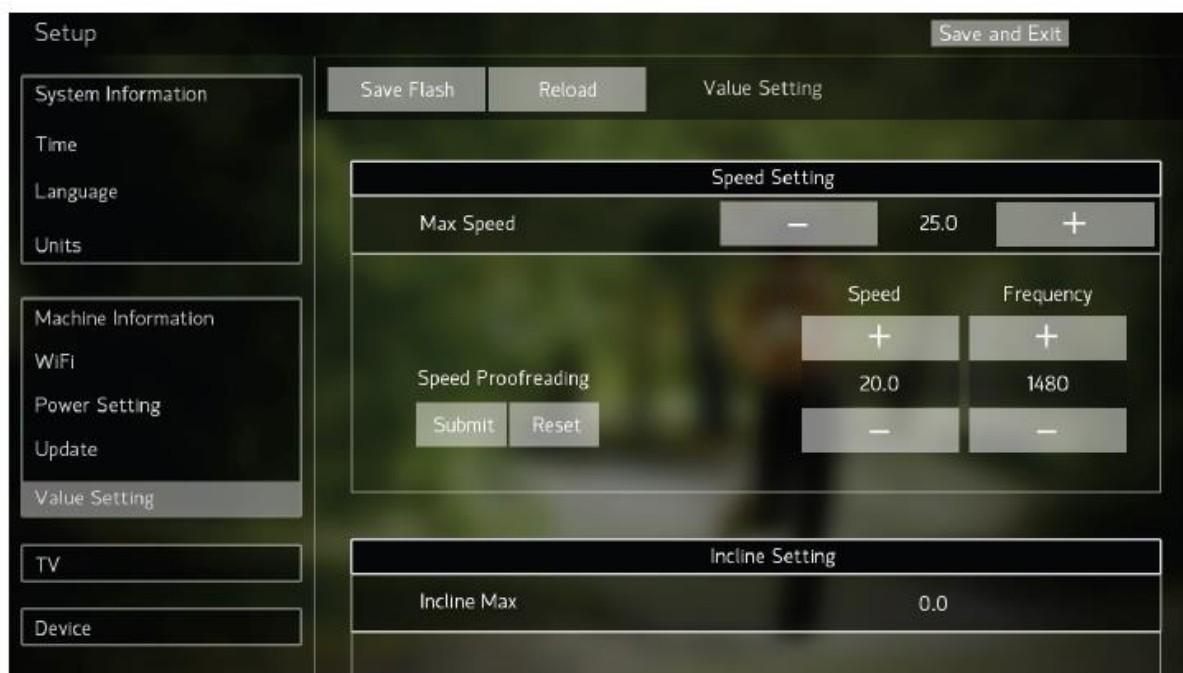 Setup
Save and Exit
System Information
Time
Language
Units
Machine Information
WiFi
Power Setting
Update
Value Setting
TV
Device
Save Flash
Reload
Value Setting
Speed Setting
Max Speed
−
25.0
+
Speed
Frequency
+
+
Speed Proofreading
20.0
1480
Submit
Reset
−
−
Incline Setting
Incline Max
0.0